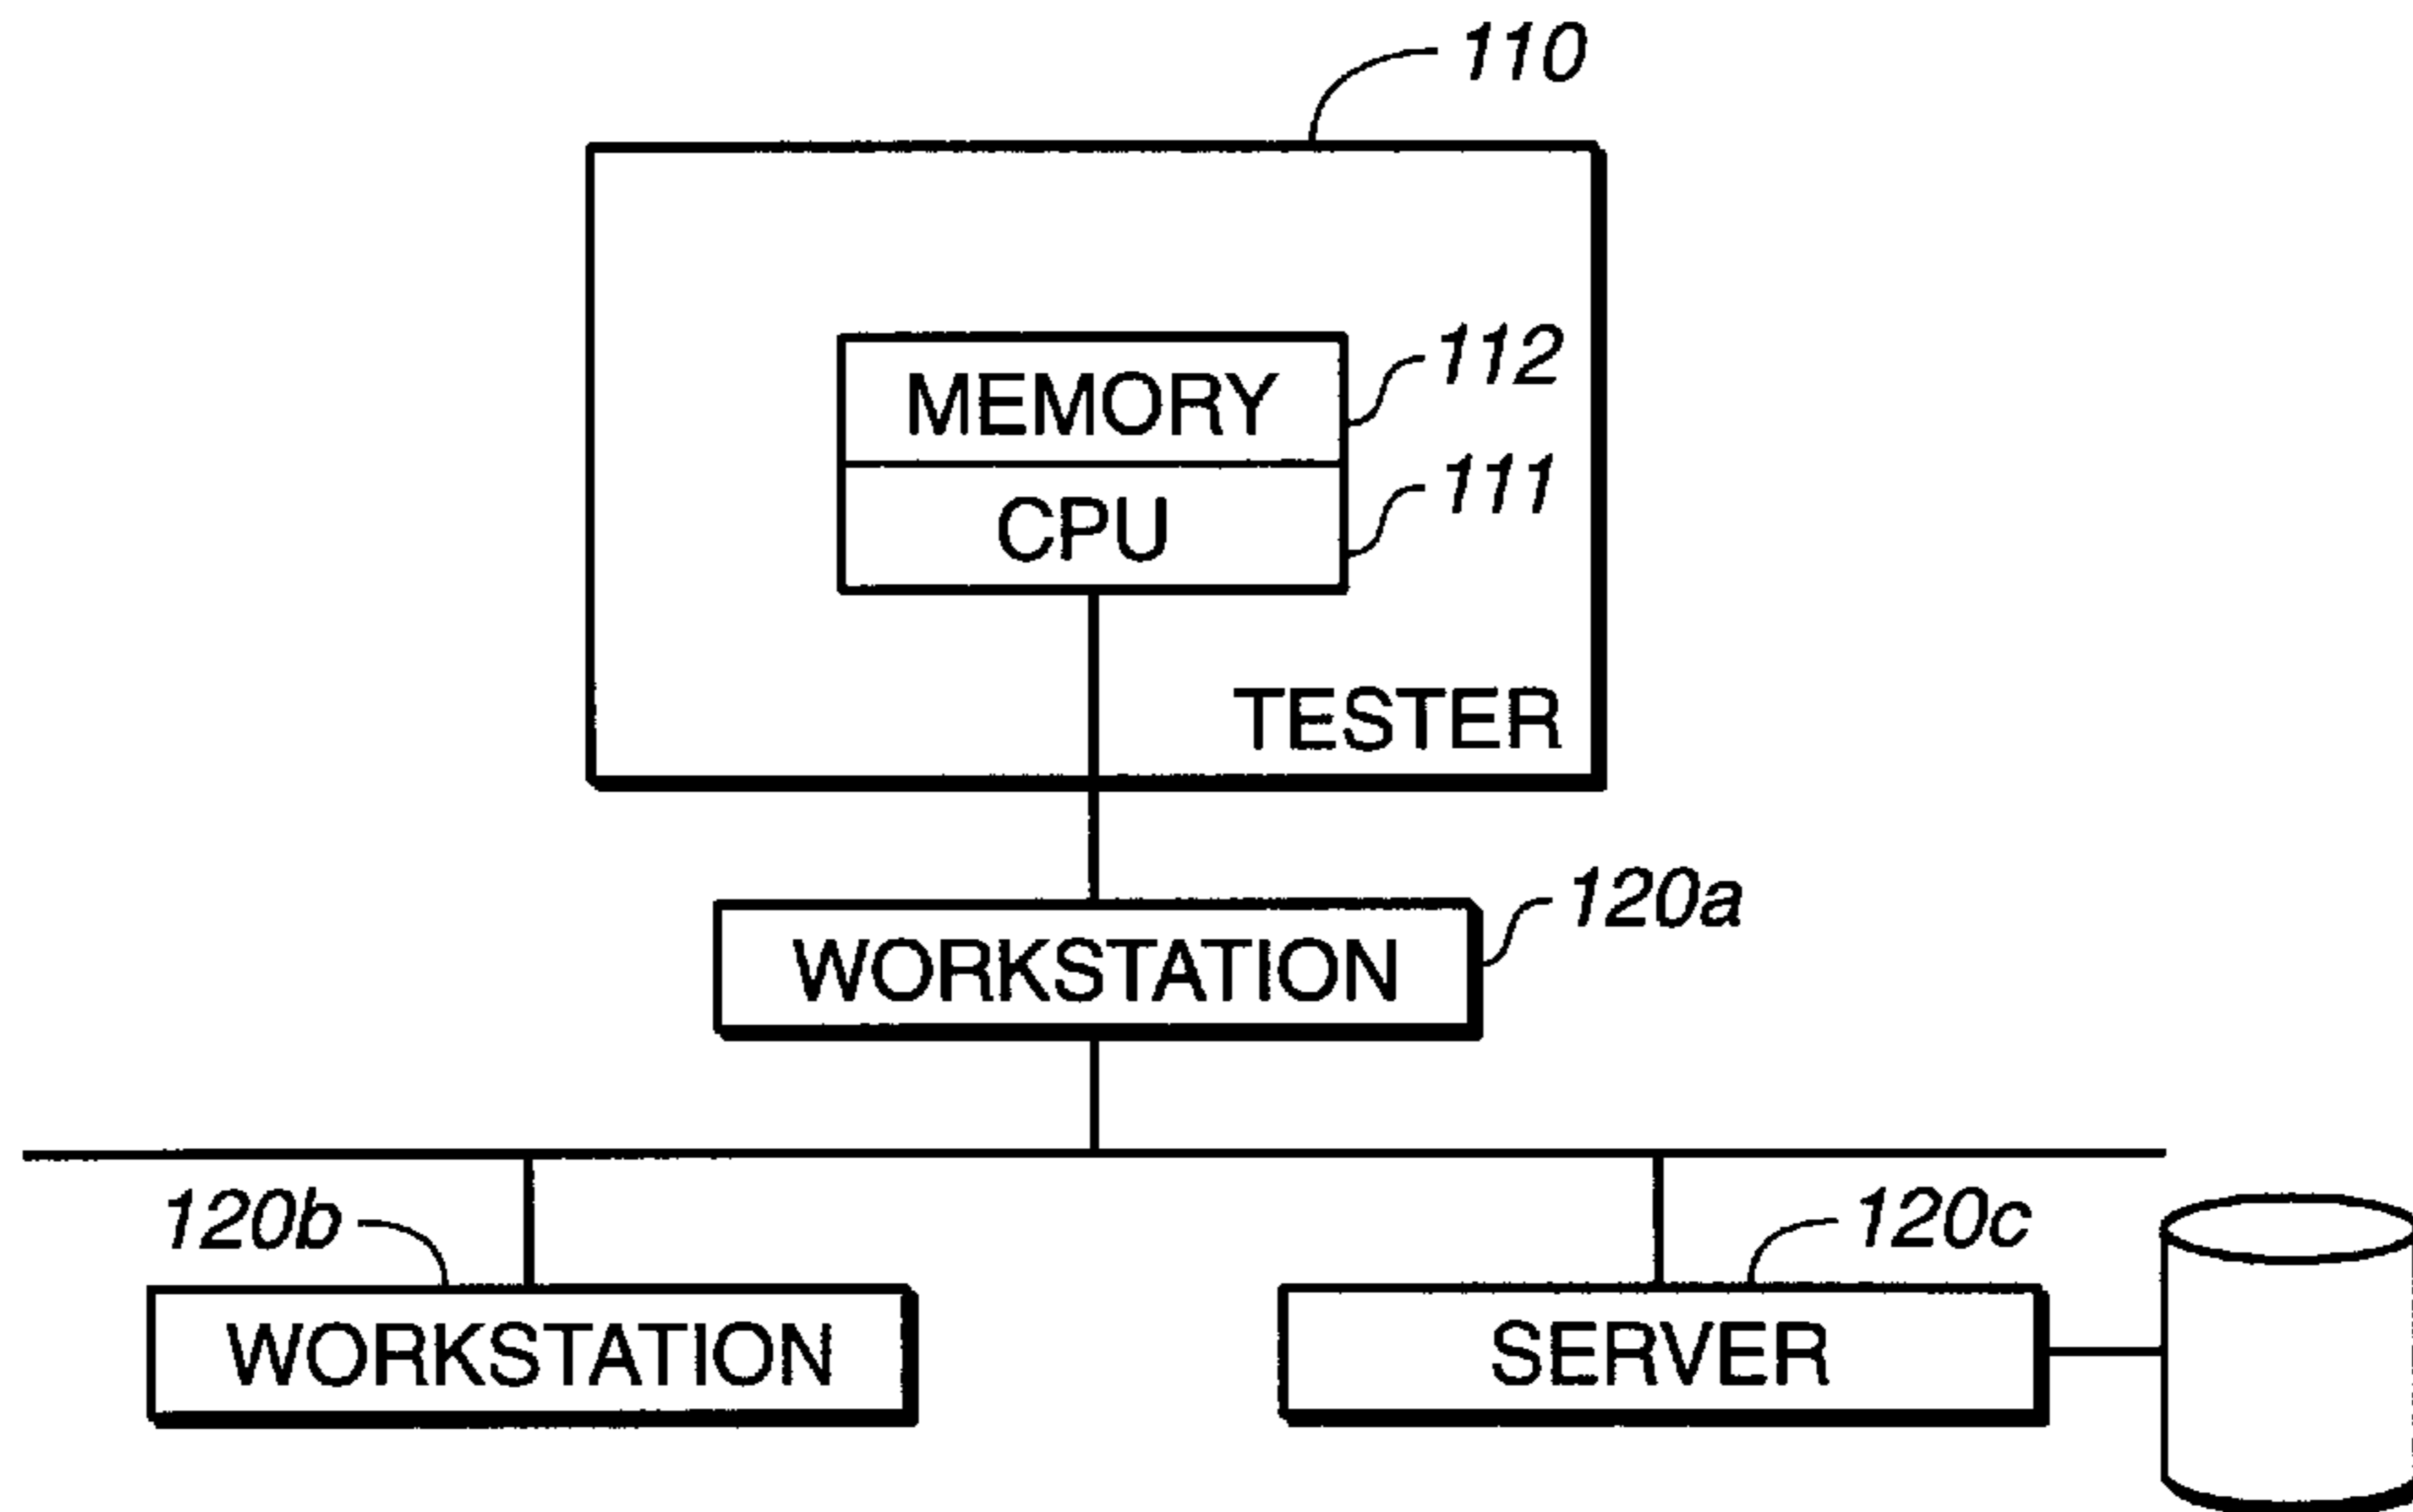 110
MEMORY
112
CPU
111
TESTER
WORKSTATION
120a
120b
120c
WORKSTATION
SERVER